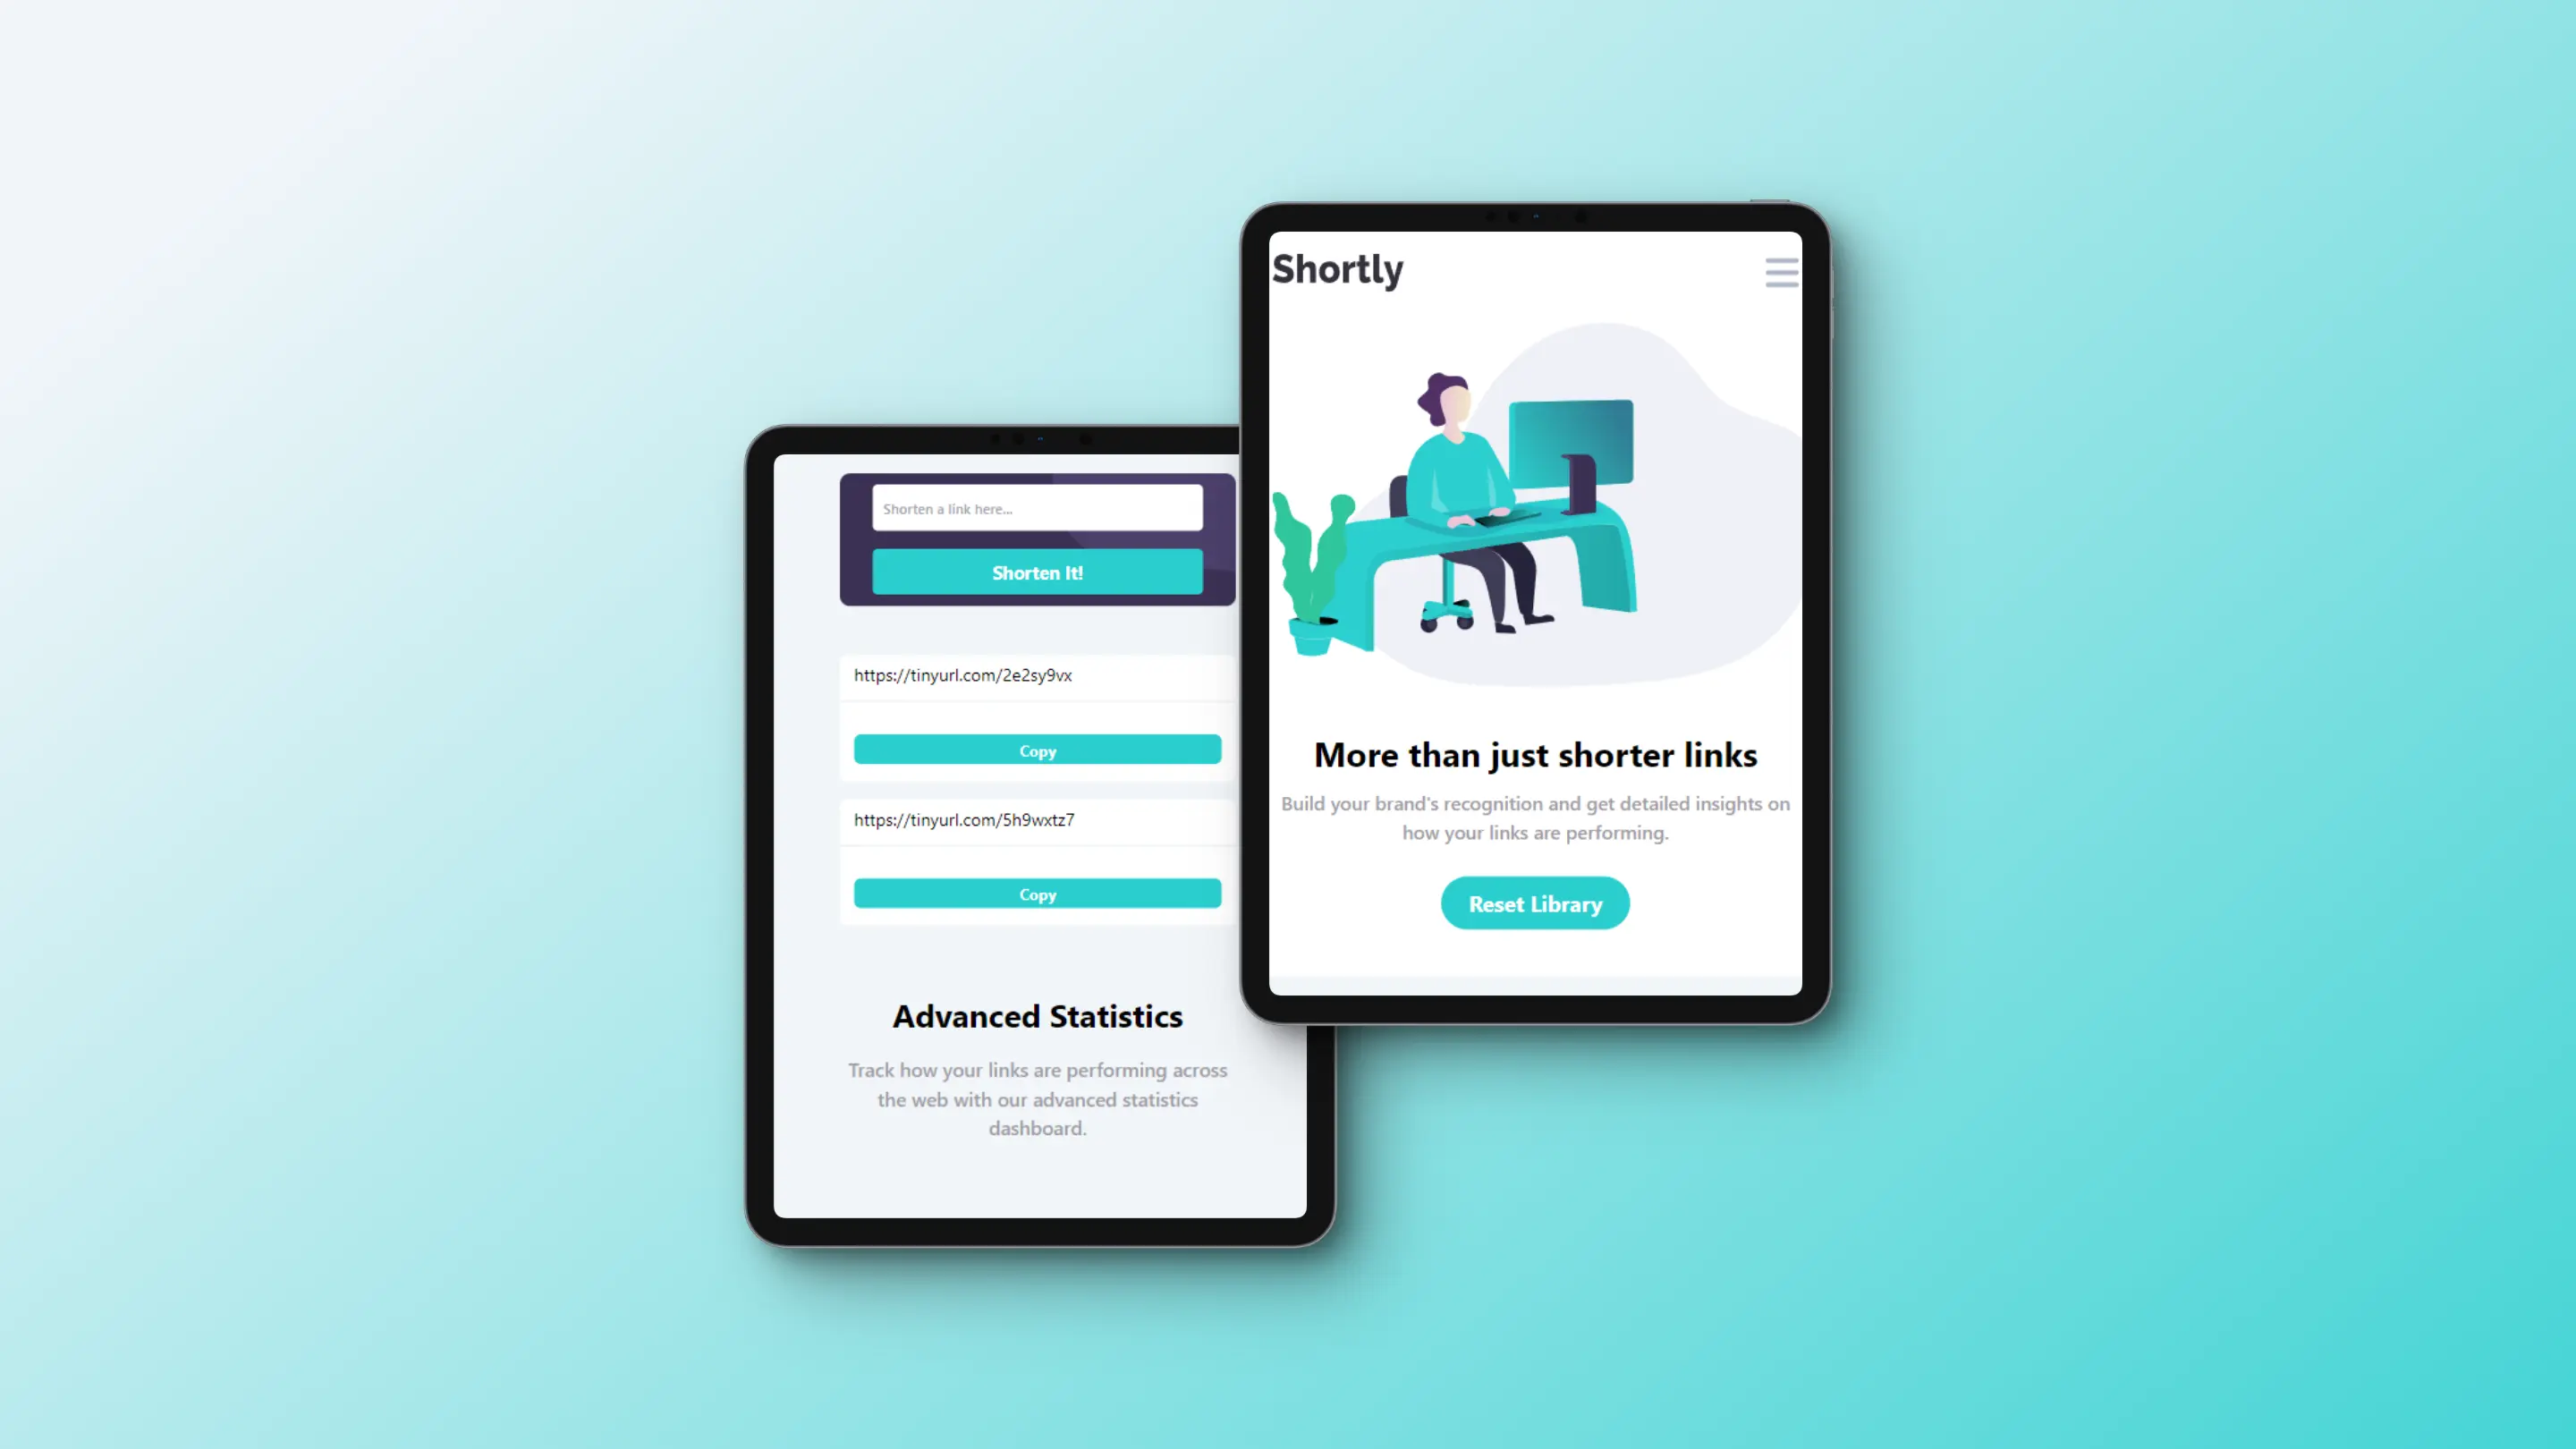 Shortly
More than just shorter links
Build your brand's recognition and get detailed insights on
how your links are performing.
Reset Library
Shorten a link here...
Shorten It!
https://tinyurl.com/2e2sy9vx
Copy
https://tinyurl.com/5h9wxtz7
Copy
Advanced Statistics
Track how your links are performing across
the web with our advanced statistics
dashboard.